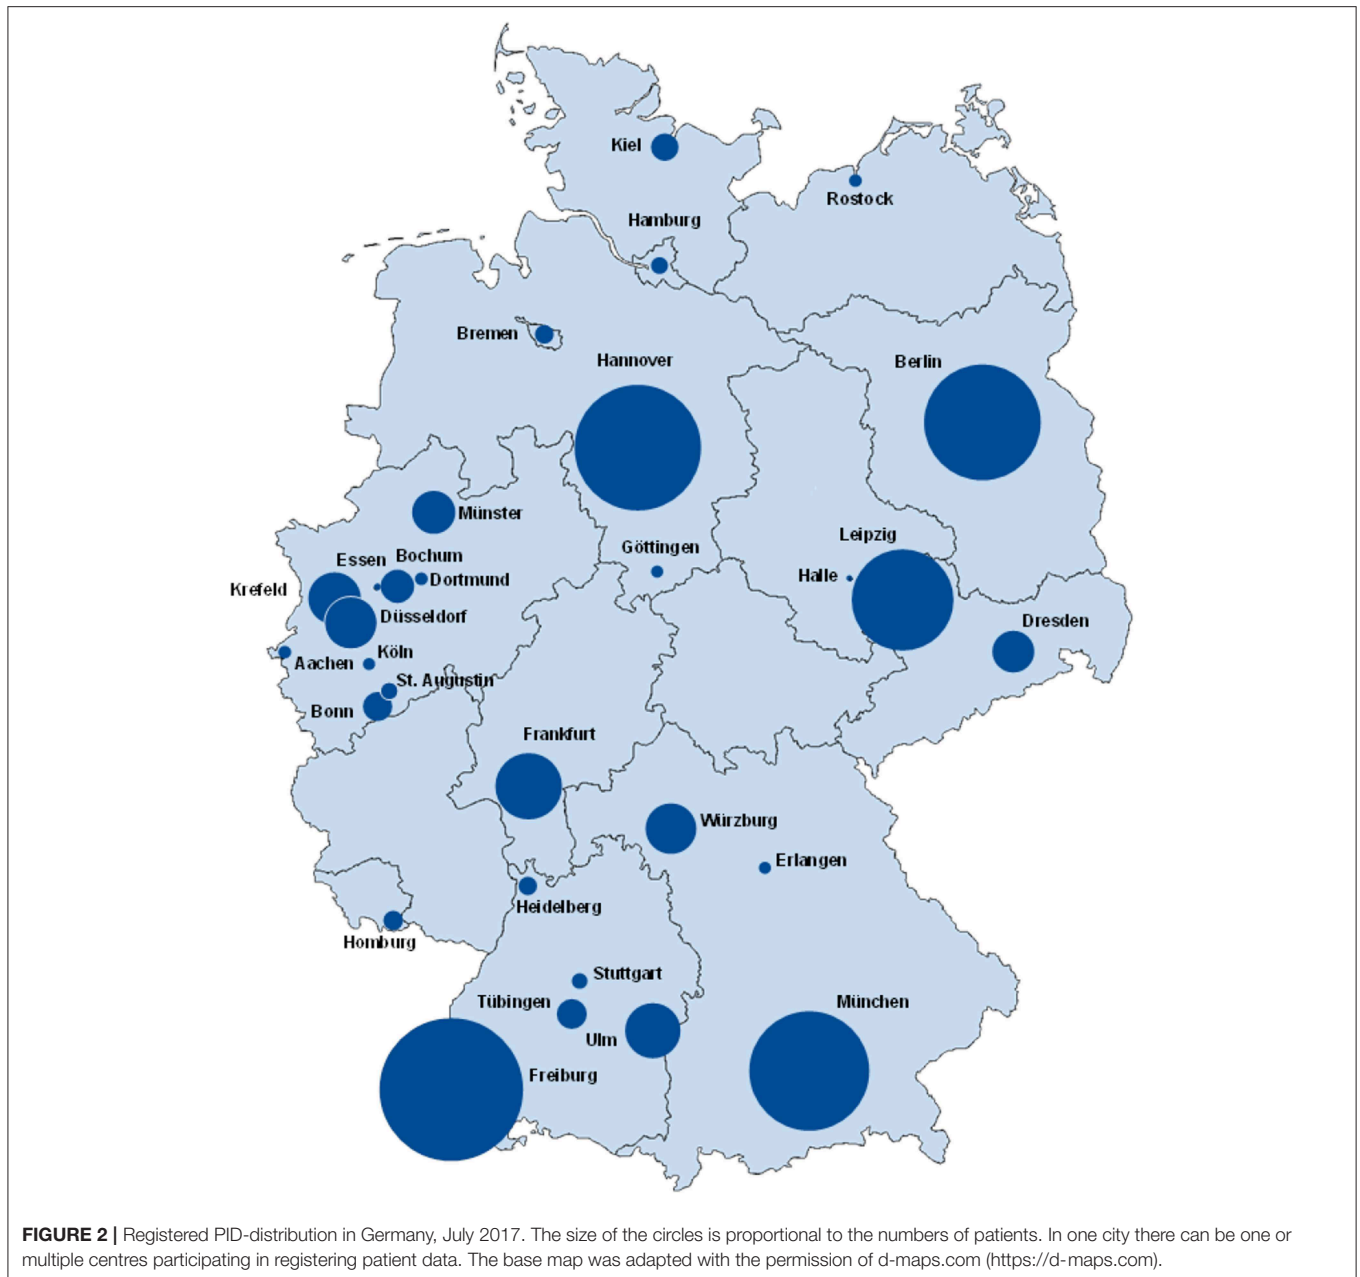 Kiel
Rostock
Hamburg
Bremen
Hannover
Berlin
Münster
Göttingen
Leipzig
Essen
Bochum
Dortmund
Halle
Krefeld
Düsseldorf
Dresden
Köln
Aachen
St. Augustin
Bonn
Frankfurt
Würzburg
Erlangen
Heidelberg
Homburg
Stuttgart
Tübingen
München
Ulm
Freiburg
FIGURE 2 | Registered PID-distribution in Germany, July 2017. The size of the circles is proportional to the numbers of patients. In one city there can be one or
multiple centres participating in registering patient data. The base map was adapted with the permission of d-maps.com (https://d-maps.com).